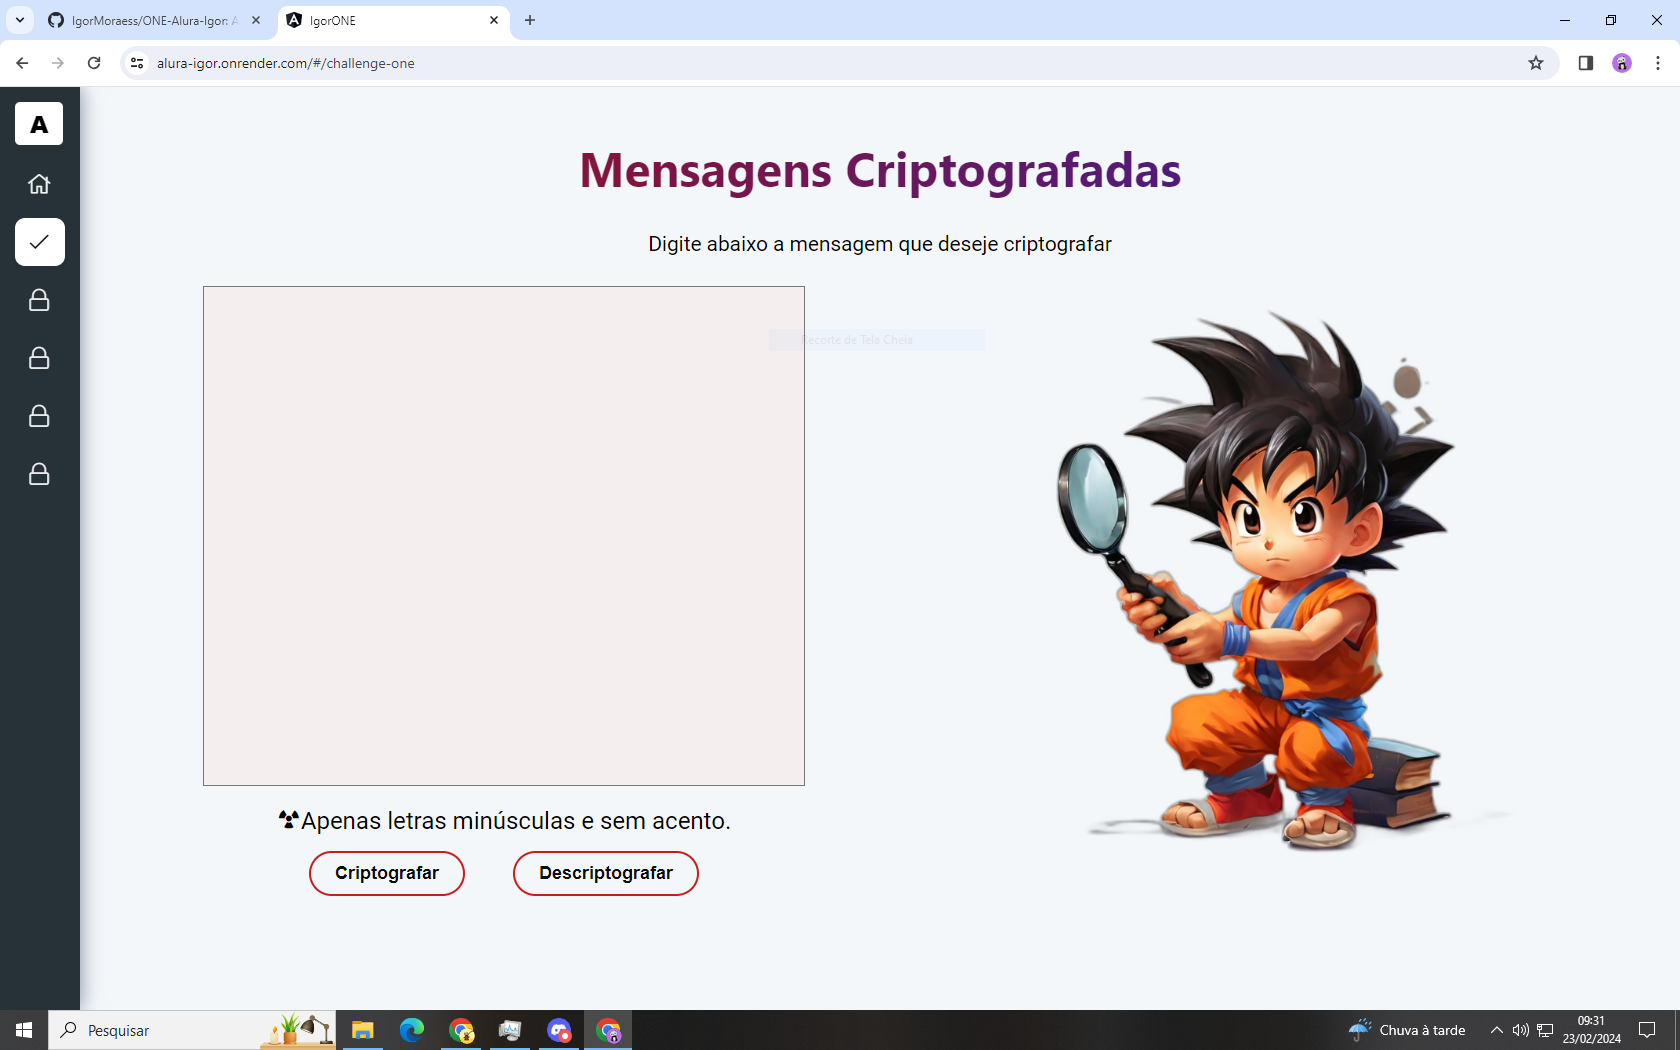 IgorMoraess/ONE-Alura-Igor: A
IgorONE
alura-igor.onrender.com/#/challenge-one
A
Mensagens Criptografadas
Digite abaixo a mensagem que deseje criptografar
Recorte de Tela Cheia
Apenas letras minúsculas e sem acento.
Criptografar
Descriptografar
Pesquisar
Chuva à tarde
09:31
23/02/2024